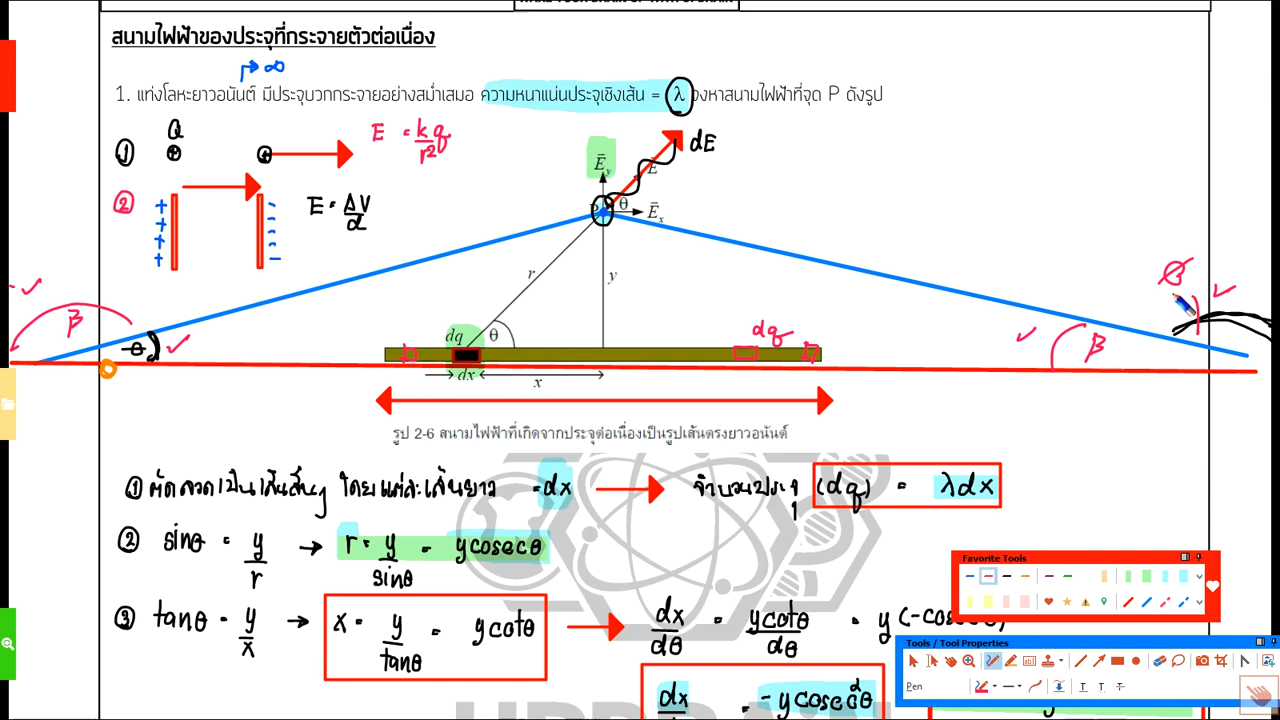 สนามไฟฟ้าของประจุที่กระจายตัวต่อเนื่อง
r → ∞
1. แท่งโลหะยาวอนันต์ มีประจุบวกกระจายอย่างสม่ำเสมอ ความหนาแน่นประจุเชิงเส้น = λ จงหาสนามไฟฟ้าที่จุด P ดังรูป
Q
① + + E = kq/r²
② + + + + - - - - - E = ΔV/d
E_y E dE
P θ E_x
r y
β θ β β
dq θ dq
dx x
รูป 2-6 สนามไฟฟ้าที่เกิดจากประจุต่อเนื่องเป็นรูปเส้นตรงยาวอนันต์
① ตัดลวดเป็นเส้นสั้นๆ โดยแต่ละเส้นยาว = dx → จำนวนประจุ (dq) = λdx
② sinθ = y/r → r = y/sinθ = ycosecθ
③ tanθ = y/x → x = y/tanθ = ycotθ → dx/dθ = ycotθ/dθ = y(-cosec
dx = -ycosec²θ
Favorite Tools
Tools / Tool Properties
Pen
T T T